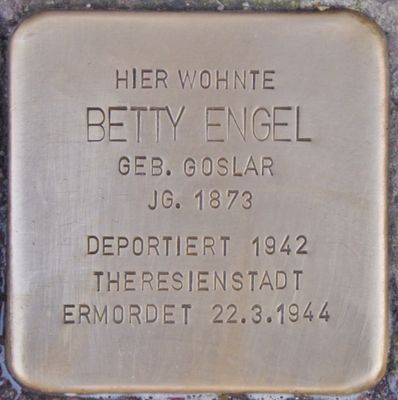 HIER WOHNTE
BETTY ENGEL
GEB. GOSLAR
JG. 1873
DEPORTIERT 1942
THERESIENSTADT
ERMORDET 22.3.1944